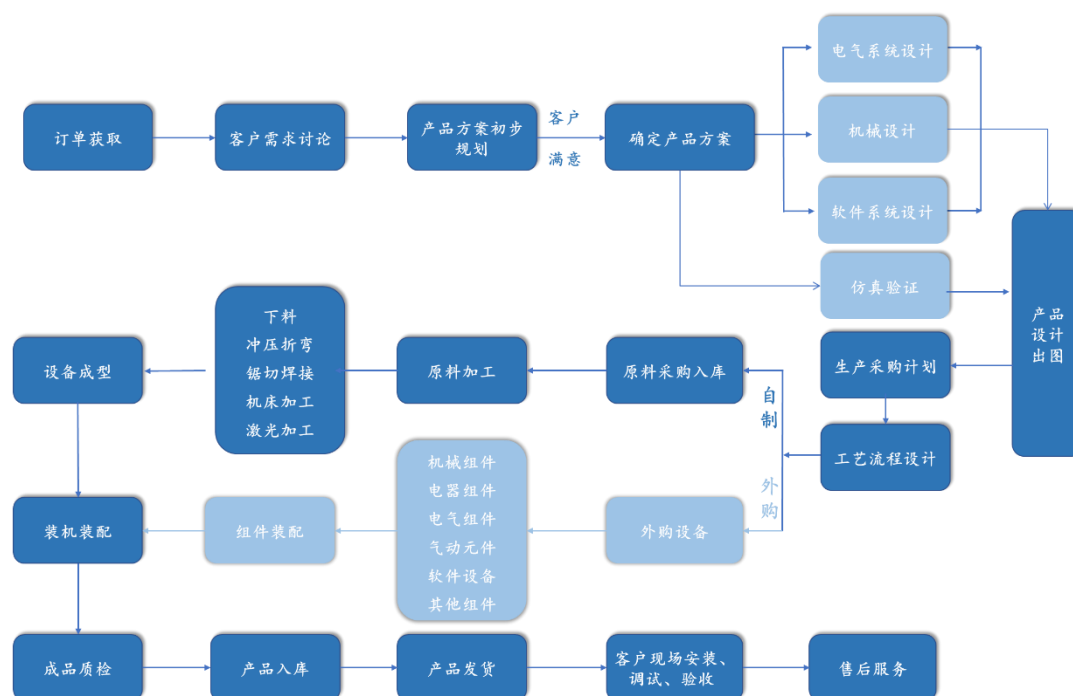 电气系统设计
订单获取
客户需求讨论
产品方案初步
规划
客户
满意
确定产品方案
机械设计
软件系统设计
仿真验证
产品
设计
出图
下料
冲压折弯
锯切焊接
机床加工
激光加工
设备成型
原料加工
原料采购入库
生产采购计划
自制
工艺流程设计
外购
机械组件
电器组件
电气组件
气动元件
软件设备
其他组件
装机装配
组件装配
外购设备
成品质检
产品入库
产品发货
客户现场安装、
调试、验收
售后服务